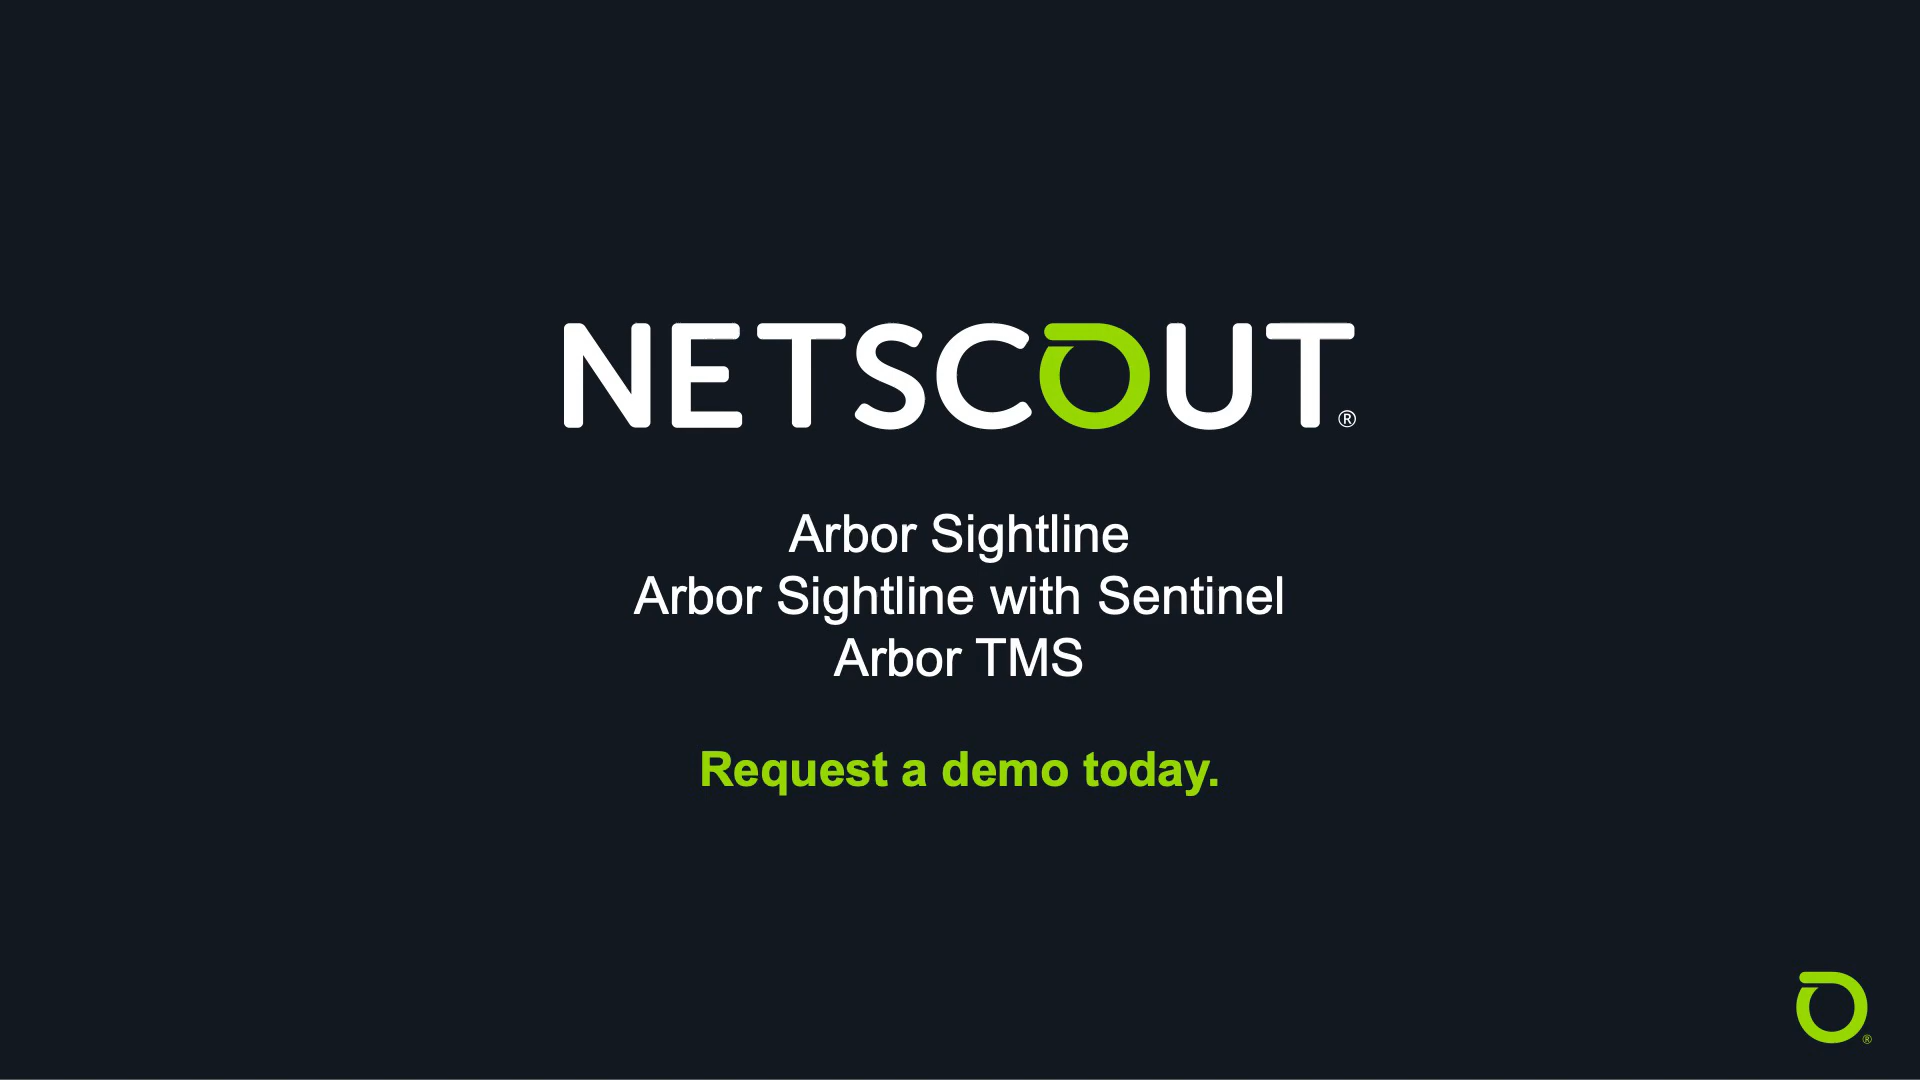 NETSCOUT®
Arbor Sightline
Arbor Sightline with Sentinel
Arbor TMS
Request a demo today.
®